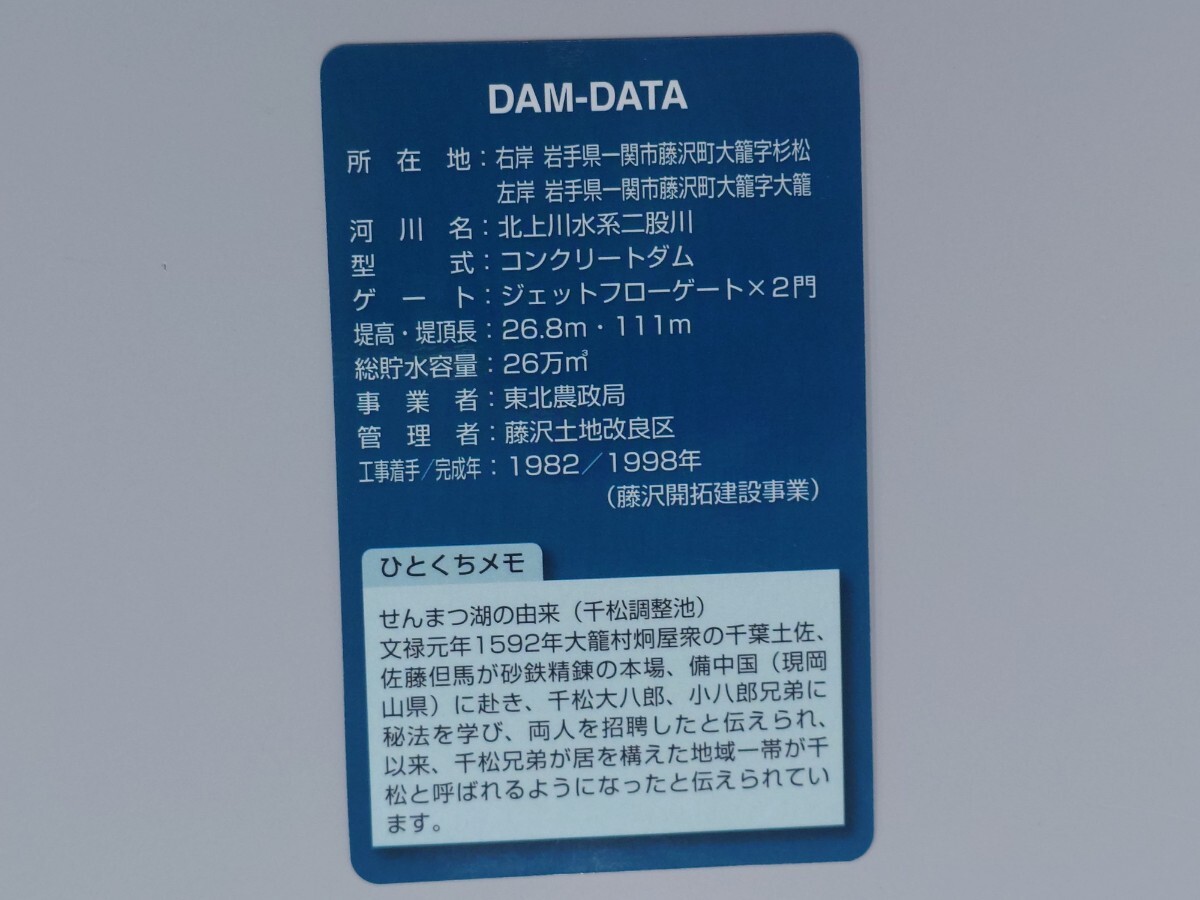 DAM-DATA
所在地：右岸 岩手県一関市藤沢町大籠字杉松
左岸 岩手県一関市藤沢町大籠字大籠
河川名：北上川水系二股川
型式：コンクリートダム
ゲート：ジェットフローゲート×2門
堤高・堤頂長：26.8m・111m
総貯水容量：26万㎥
事業者：東北農政局
管理者：藤沢土地改良区
工事着手／完成年：1982／1998年
（藤沢開拓建設事業）
ひとくちメモ
せんまつ湖の由来（千松調整池）
文禄元年1592年大籠村炯屋衆の千葉土佐、
佐藤但馬が砂鉄精錬の本場、備中国（現岡
山県）に赴き、千松大八郎、小八郎兄弟に
秘法を学び、両人を招聘したと伝えられ、
以来、千松兄弟が居を構えた地域一帯が千
松と呼ばれるようになったと伝えられてい
ます。